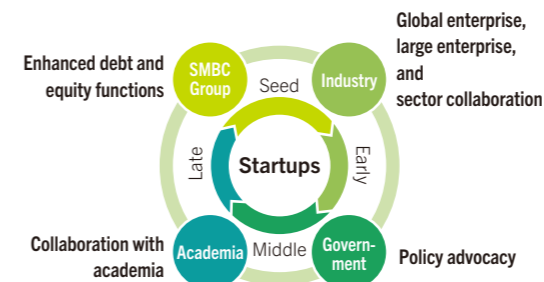 Enhanced debt and
equity functions
SMBC
Group
Seed
Industry
Global enterprise,
large enterprise,
and
sector collaboration
Late
Startups
Early
Collaboration with
academia
Academia
Middle
Govern-
ment
Policy advocacy